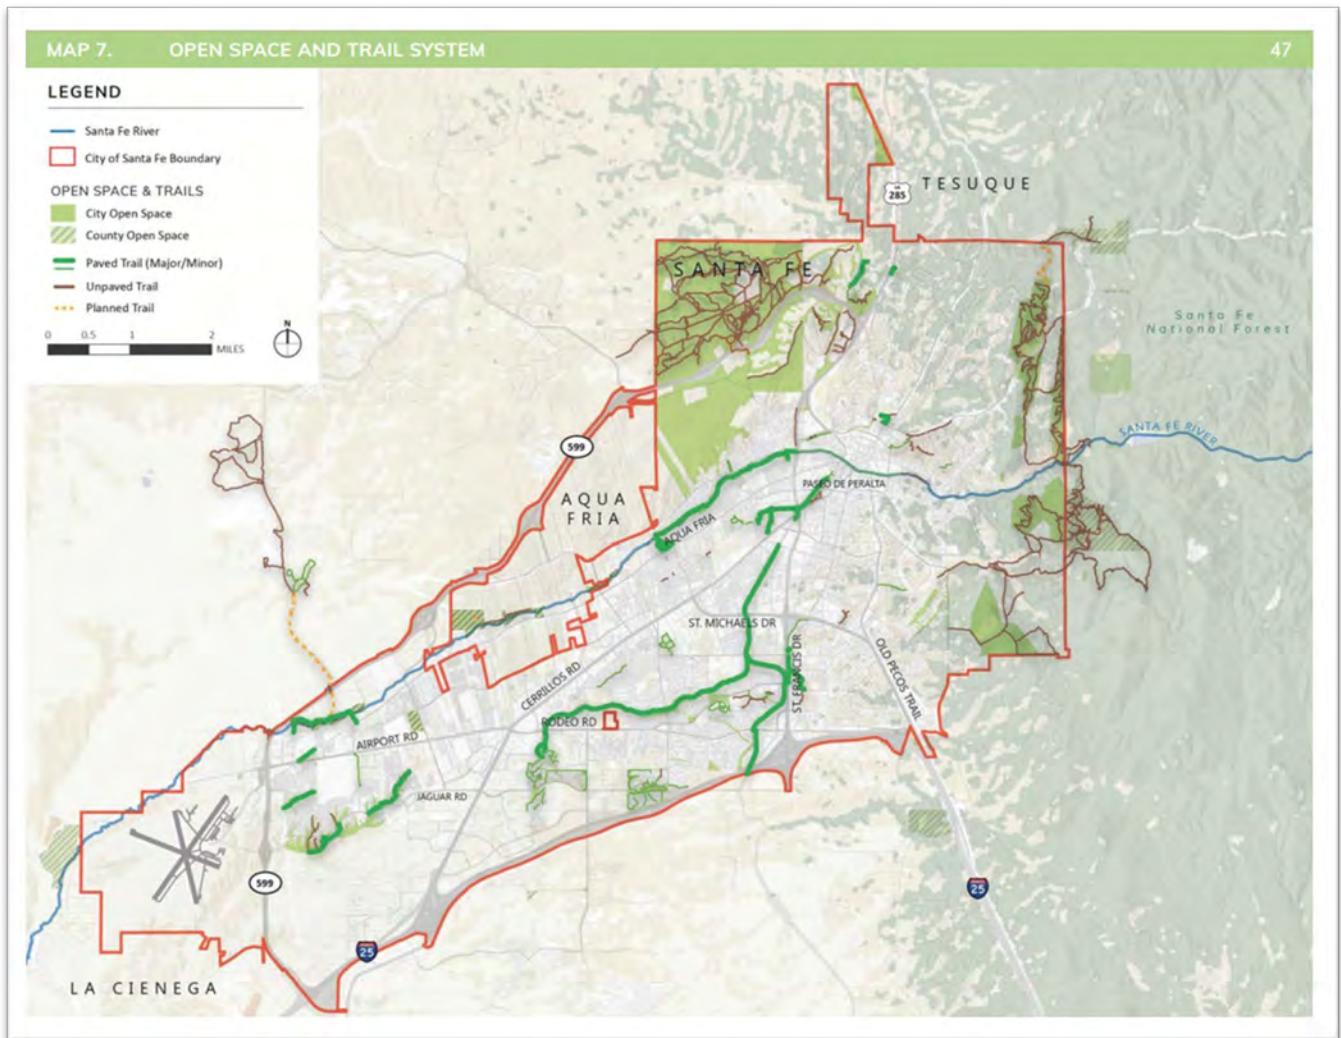 MAP 7. OPEN SPACE AND TRAIL SYSTEM 47
LEGEND
Santa Fe River
City of Santa Fe Boundary
OPEN SPACE & TRAILS
City Open Space
County Open Space
Paved Trail (Major/Minor)
Unpaved Trail
Planned Trail
0 0.5 1 2 MILES
N
US 285
TESUQUE
SANTA FE
Santa Fe
National Forest
SANTA FE RIVER
599
AQUA
FRIA
PASEO DE PERALTA
AQUA FRIA
ST. MICHAELS DR
ST. FRANCIS DR
OLD PECOS TRAIL
CERRILLOS RD
RODEO RD
AIRPORT RD
JAGUAR RD
599
25
25
LA CIENEGA